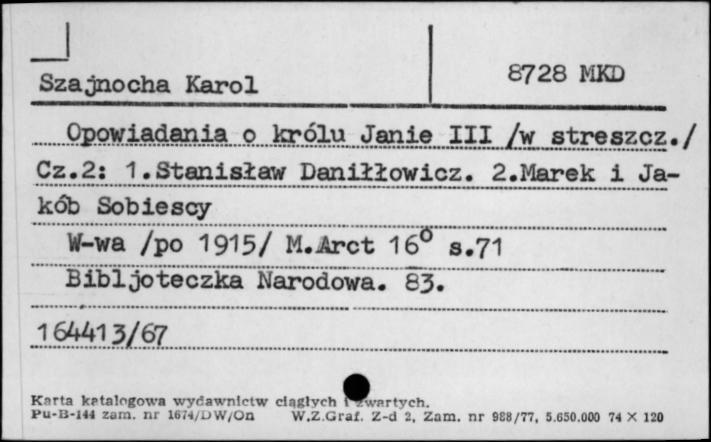 Szajnocha Karol
8728 MKD
Opowiadania o królu Janie III /w streszcz./
Cz.2: 1.Stanisław Daniłłowicz. 2.Marek i Ja-
kób Sobiescy
W-wa /po 1915/ M.Arct 16° s.71
Bibljoteczka Narodowa. 83.
164413/67
Karta katalogowa wydawnictw ciągłych i zwartych.
Pu-B-144 zam. nr 1674/DW/On W.Z.Graf. Z-d 2, Zam. nr 988/77, 5.650.000 74 × 120